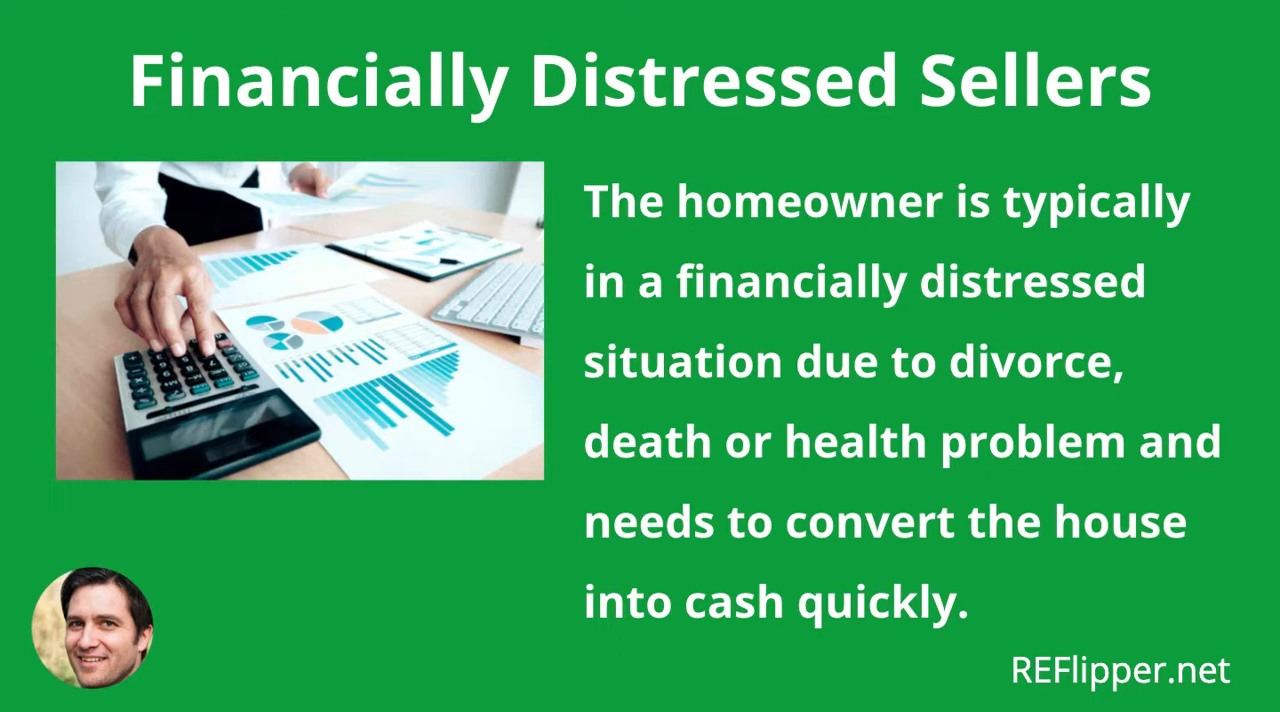 Financially Distressed Sellers
The homeowner is typically
in a financially distressed
situation due to divorce,
death or health problem and
needs to convert the house
into cash quickly.
REFlipper.net